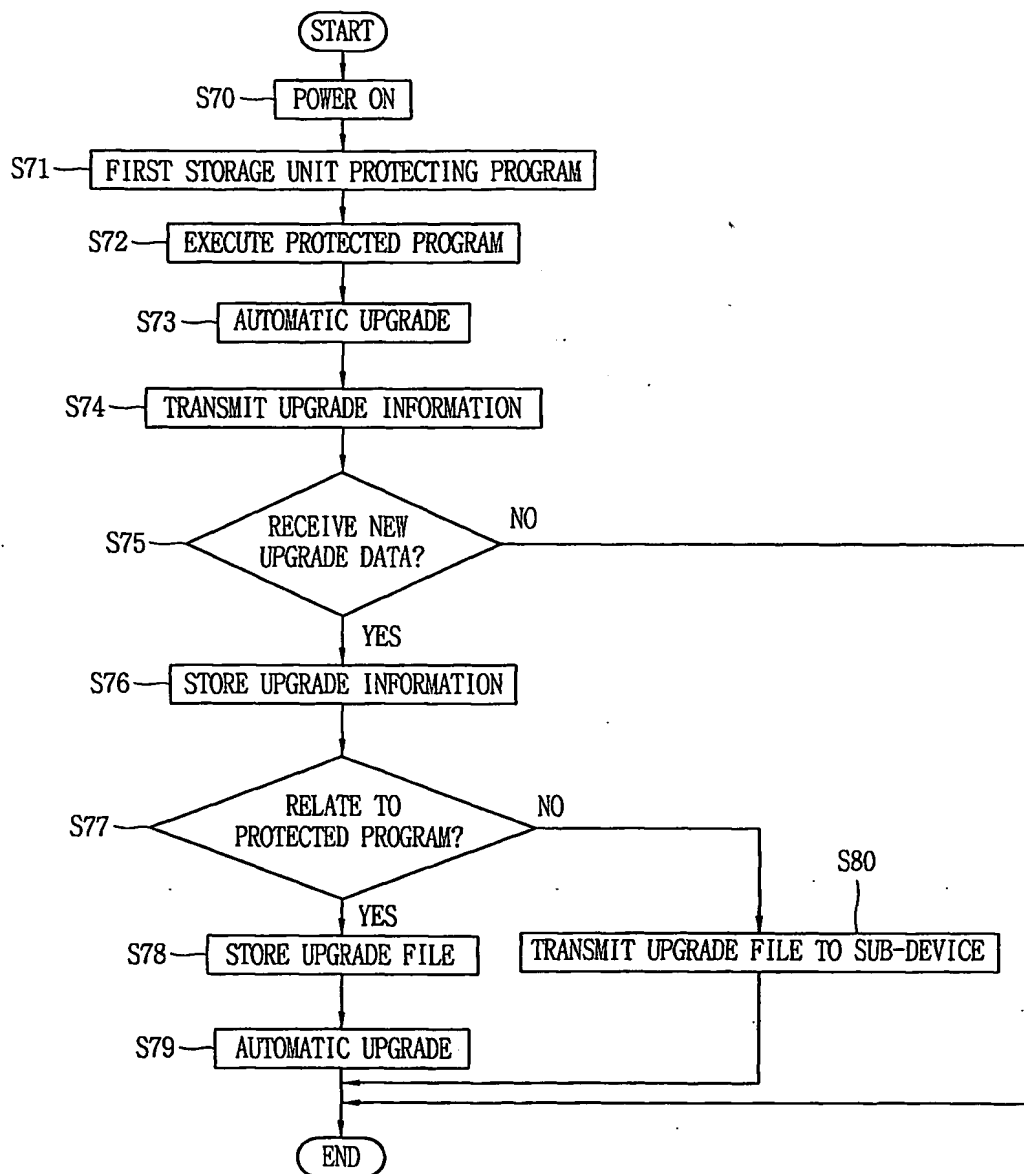 START
S70
POWER ON
S71
FIRST STORAGE UNIT PROTECTING PROGRAM
S72
EXECUTE PROTECTED PROGRAM
S73
AUTOMATIC UPGRADE
S74
TRANSMIT UPGRADE INFORMATION
S75
RECEIVE NEW
UPGRADE DATA?
NO
YES
S76
STORE UPGRADE INFORMATION
S77
RELATE TO
PROTECTED PROGRAM?
NO
S80
YES
S78
STORE UPGRADE FILE
TRANSMIT UPGRADE FILE TO SUB-DEVICE
S79
AUTOMATIC UPGRADE
END